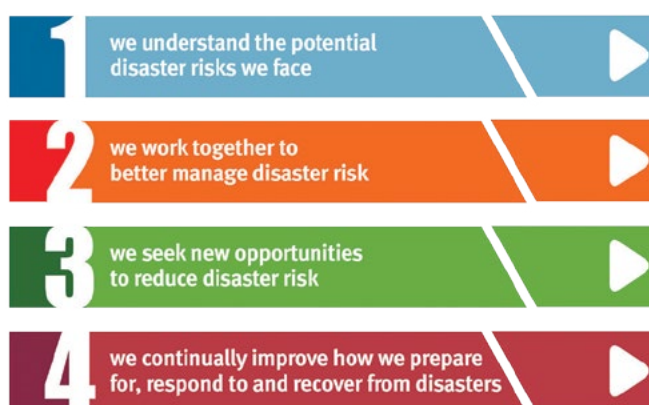 1
we understand the potential
disaster risks we face
2
we work together to
better manage disaster risk
3
we seek new opportunities
to reduce disaster risk
4
we continually improve how we prepare
for, respond to and recover from disasters